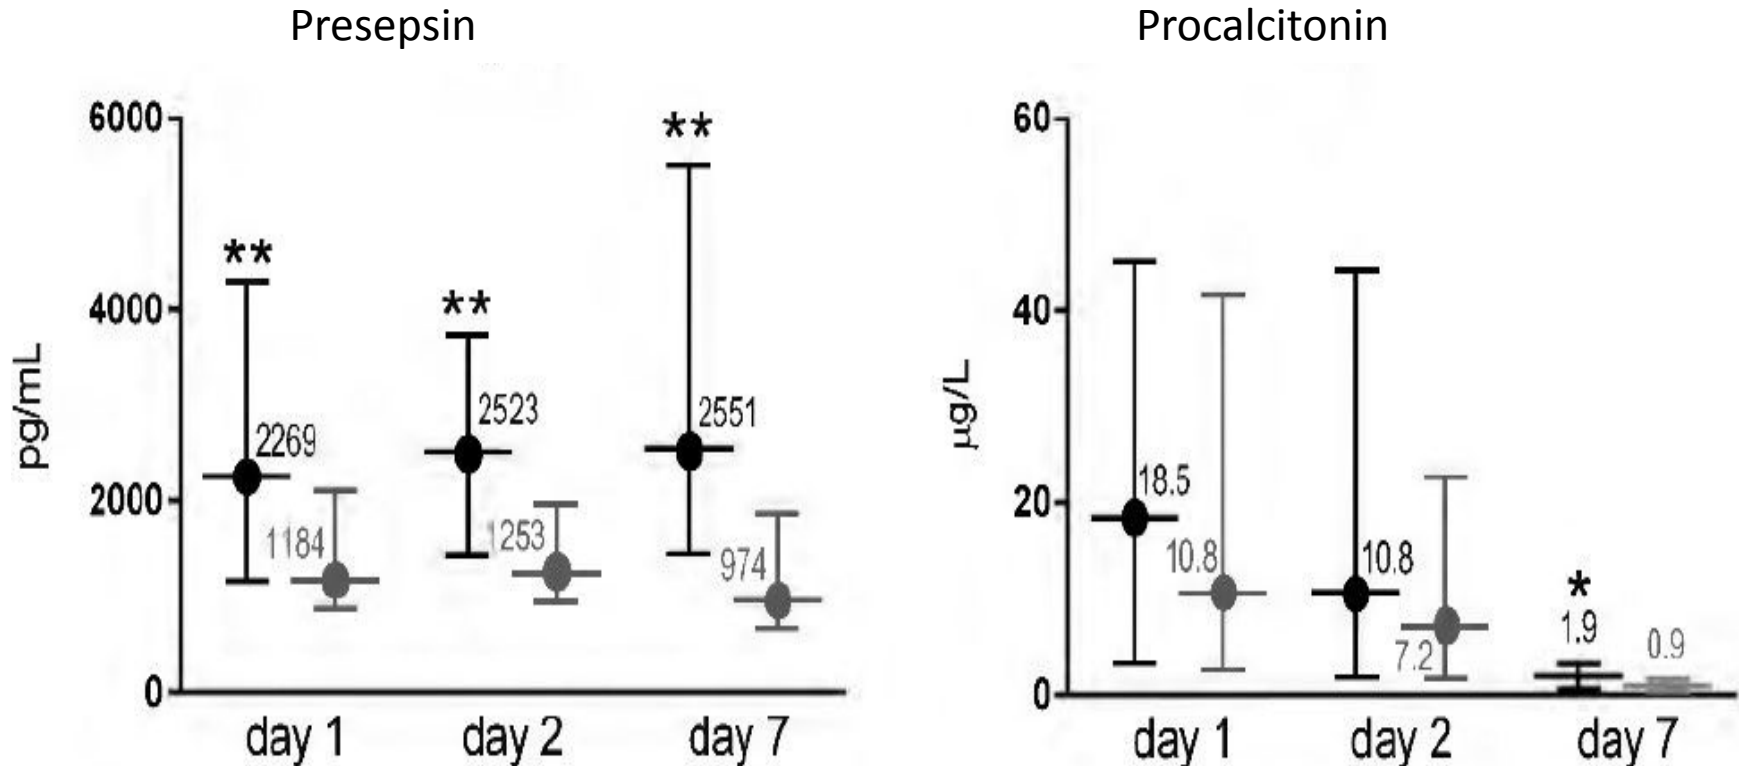 Presepsin
6000
**
**
**
4000
2269
2523
2551
2000
1184
1253
974
0
pg/mL
day 1
day 2
day 7
Procalcitonin
60
40
18.5
20
10.8
10.8
7.2
*
1.9
0.9
0
µg/L
day 1
day 2
day 7